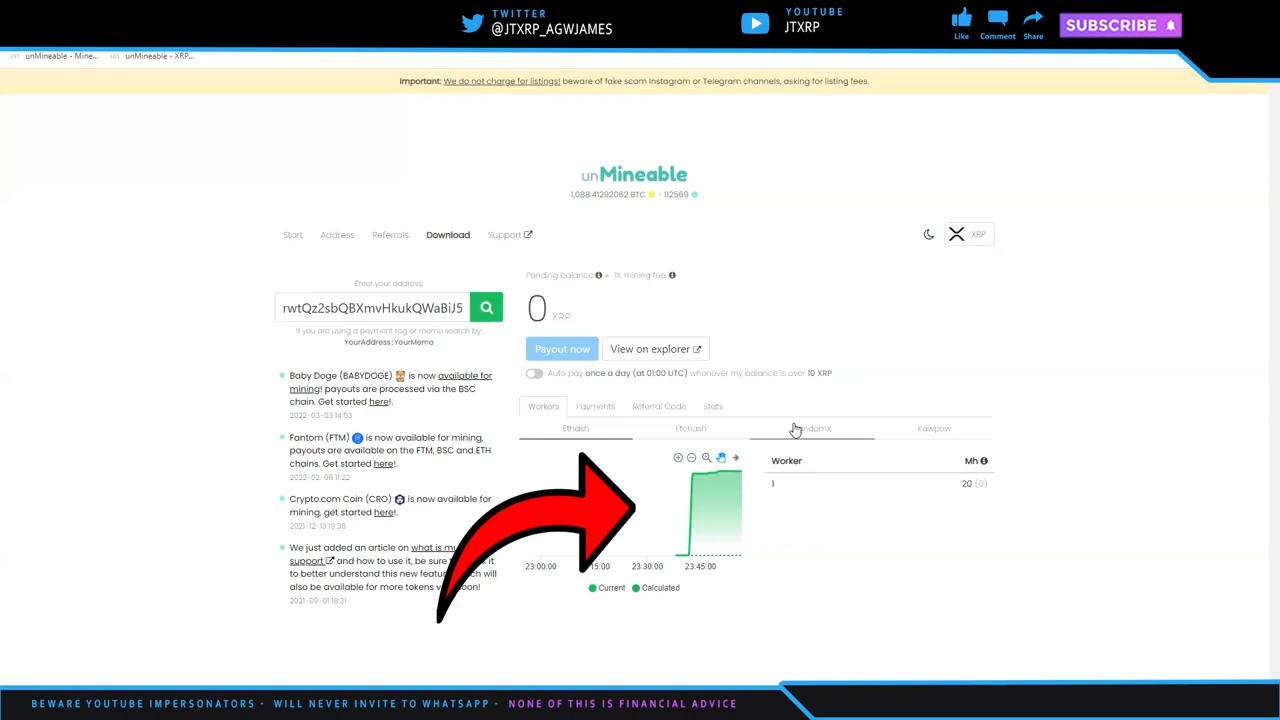 TWITTER
@JTXRP_AGWJAMES
YOUTUBE
JTXRP
Like
Comment
Share
SUBSCRIBE
un unMineable - Mine...
un unMineable - XRP...
Important: We do not charge for listings! beware of fake scam Instagram or Telegram channels, asking for listing fees.
unMineable
1,088.41292062 BTC - 112569
Start
Address
Referrals
Download
Support
XRP
Enter your address:
rwtQz2sbQBXmvHkukQWaBiJ5
If you are using a payment tag or memo search by:
YourAddress:YourMemo
Baby Doge (BABYDOGE) is now available for
mining! payouts are processed via the BSC
chain. Get started here!.
2022-03-03 14:53
Fantom (FTM) is now available for mining,
payouts are available on the FTM, BSC and ETH
chains. Get started here!.
2022-02-08 11:22
Crypto.com Coin (CRO) is now available for
mining, get started here!.
2021-12-13 19:38
We just added an article on what is mu
support and how to use it, be sure
to better understand this new featur
also be available for more tokens
2021-09-01 18:31
Pending balance = 1% mining fee.
0 XRP
Payout now
View on explorer
Auto pay once a day (at 01:00 UTC) whenever my balance is over 10 XRP
Workers
Payments
Referral Code
Stats
Ethash
Etchash
ndomX
Kawpow
Worker
Mh
1
20 (0)
23:00:00
15:00
23:30:00
23:45:00
Current
Calculated
BEWARE YOUTUBE IMPERSONATORS - WILL NEVER INVITE TO WHATSAPP - NONE OF THIS IS FINANCIAL ADVICE